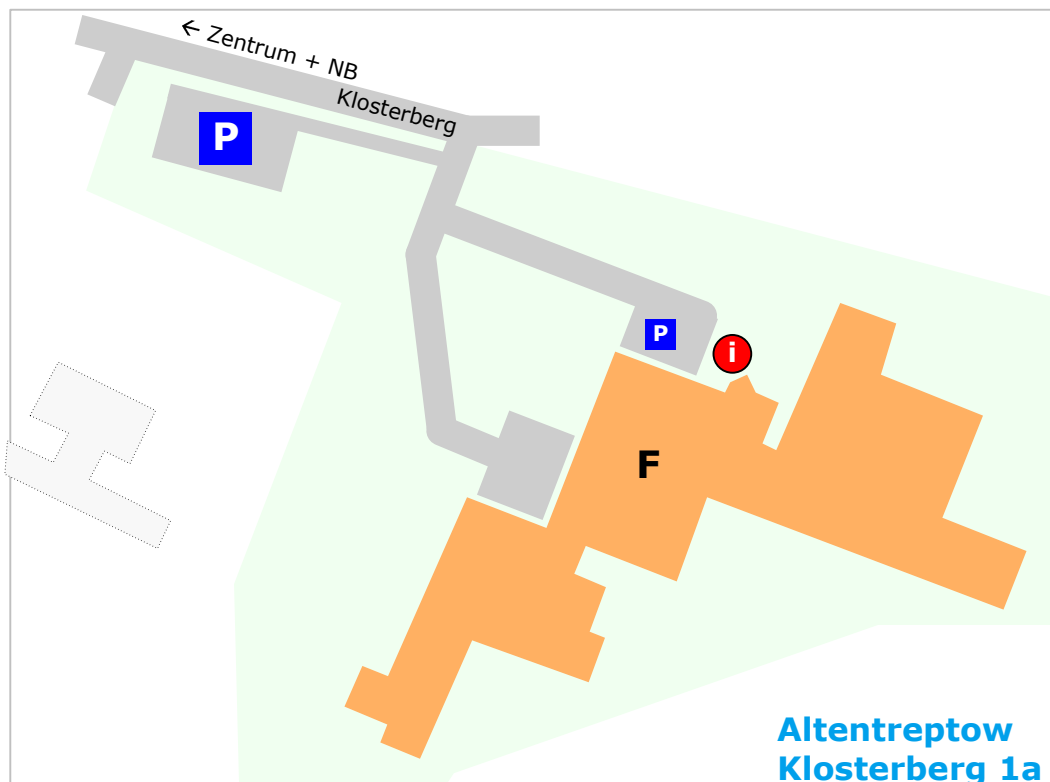 ← Zentrum + NB
Klosterberg
P
P
i
F
Altentreptow
Klosterberg 1a